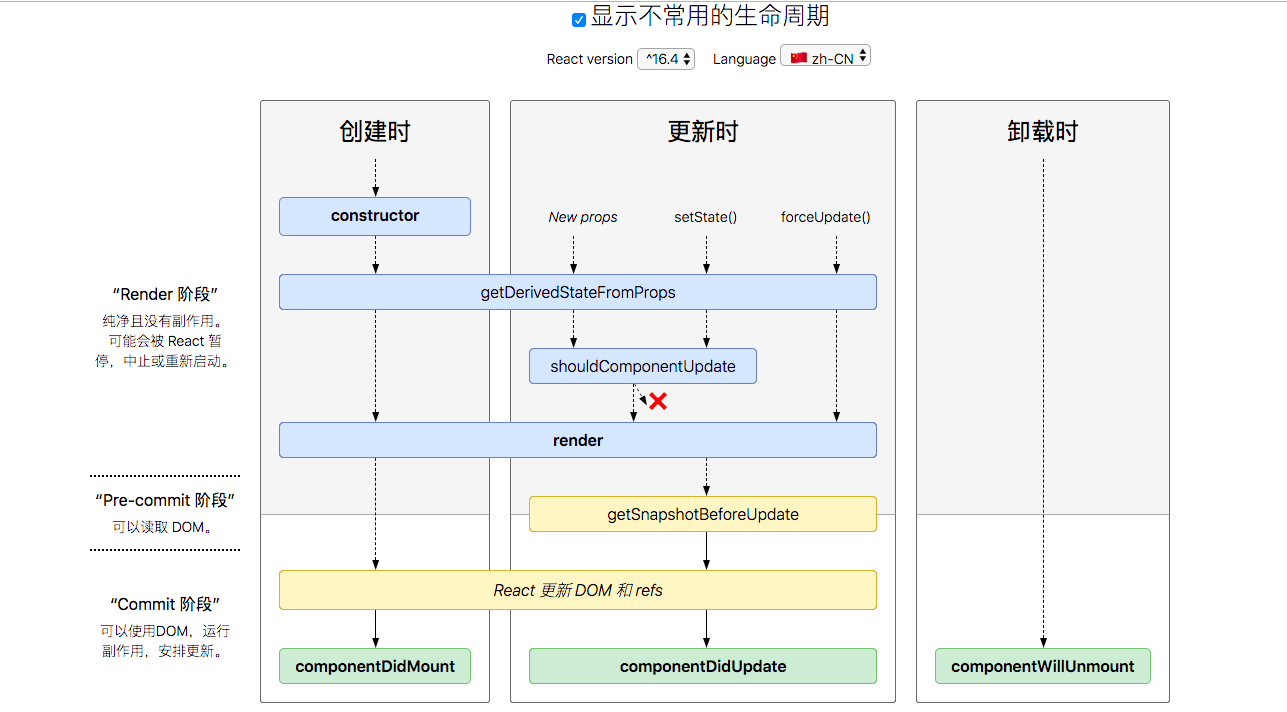 显示不常用的生命周期
React version ^16.4 Language 🇨🇳 zh-CN
创建时
更新时
卸载时
constructor
New props
setState()
forceUpdate()
“Render 阶段”
纯净且没有副作用。
可能会被 React 暂
停，中止或重新启动。
getDerivedStateFromProps
shouldComponentUpdate
render
“Pre-commit 阶段”
可以读取 DOM。
getSnapshotBeforeUpdate
React 更新 DOM 和 refs
“Commit 阶段”
可以使用DOM，运行
副作用，安排更新。
componentDidMount
componentDidUpdate
componentWillUnmount